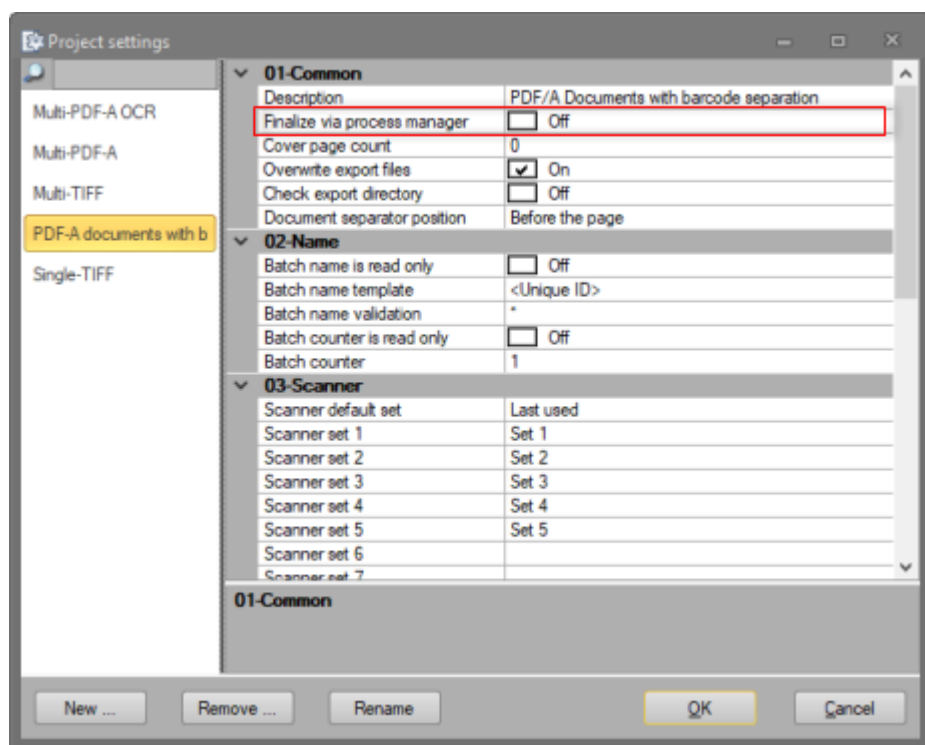 Project settings
01-Common
Description PDF/A Documents with barcode separation
Finalize via process manager Off
Cover page count 0
Overwrite export files On
Check export directory Off
Document separator position Before the page
02-Name
Batch name is read only Off
Batch name template <Unique ID>
Batch name validation *
Batch counter is read only Off
Batch counter 1
03-Scanner
Scanner default set Last used
Scanner set 1 Set 1
Scanner set 2 Set 2
Scanner set 3 Set 3
Scanner set 4 Set 4
Scanner set 5 Set 5
Scanner set 6
Scanner set 7
Multi-PDF-A OCR
Multi-PDF-A
Multi-TIFF
PDF-A documents with b
Single-TIFF
01-Common
New ... Remove ... Rename OK Cancel